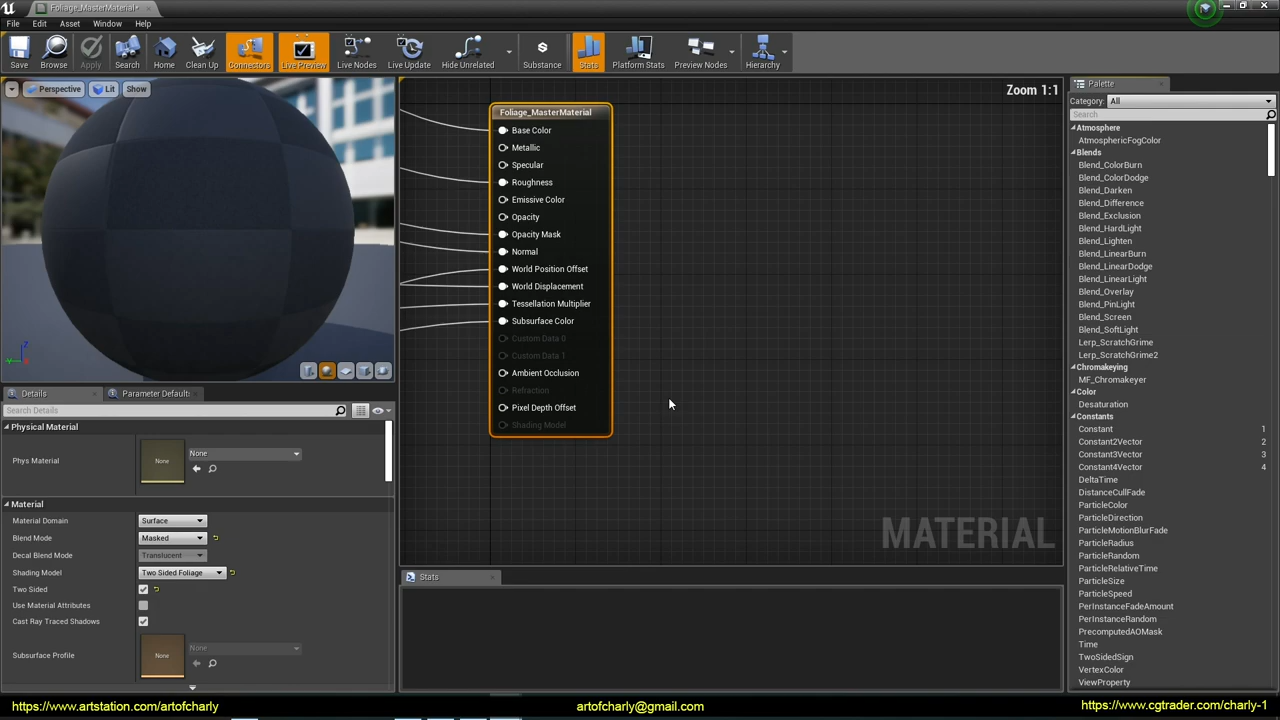 Foliage_MasterMaterial*
File Edit Asset Window Help
Save Browse Apply Search Home Clean Up Connectors Live Preview Live Nodes Live Update Hide Unrelated Substance Stats Platform Stats Preview Nodes Hierarchy
Perspective Lit Show
Zoom 1:1
Foliage_MasterMaterial
Base Color
Metallic
Specular
Roughness
Emissive Color
Opacity
Opacity Mask
Normal
World Position Offset
World Displacement
Tessellation Multiplier
Subsurface Color
Custom Data 0
Custom Data 1
Ambient Occlusion
Refraction
Pixel Depth Offset
Shading Model
MATERIAL
Details Parameter Default
Search Details
Physical Material
Phys Material None None
Material
Material Domain Surface
Blend Mode Masked
Decal Blend Mode Translucent
Shading Model Two Sided Foliage
Two Sided
Use Material Attributes
Cast Ray Traced Shadows
Subsurface Profile None None
Stats
Palette
Category: All
Search
Atmosphere
AtmosphericFogColor
Blends
Blend_ColorBurn
Blend_ColorDodge
Blend_Darken
Blend_Difference
Blend_Exclusion
Blend_HardLight
Blend_Lighten
Blend_LinearBurn
Blend_LinearDodge
Blend_LinearLight
Blend_Overlay
Blend_PinLight
Blend_Screen
Blend_SoftLight
Lerp_ScratchGrime
Lerp_ScratchGrime2
Chromakeying
MF_Chromakeyer
Color
Desaturation
Constants
Constant 1
Constant2Vector 2
Constant3Vector 3
Constant4Vector 4
DeltaTime
DistanceCullFade
ParticleColor
ParticleDirection
ParticleMotionBlurFade
ParticleRadius
ParticleRandom
ParticleRelativeTime
ParticleSize
ParticleSpeed
PerInstanceFadeAmount
PerInstanceRandom
PrecomputedAOMask
Time
TwoSidedSign
VertexColor
ViewProperty
https://www.artstation.com/artofcharly artofcharly@gmail.com https://www.cgtrader.com/charly-1